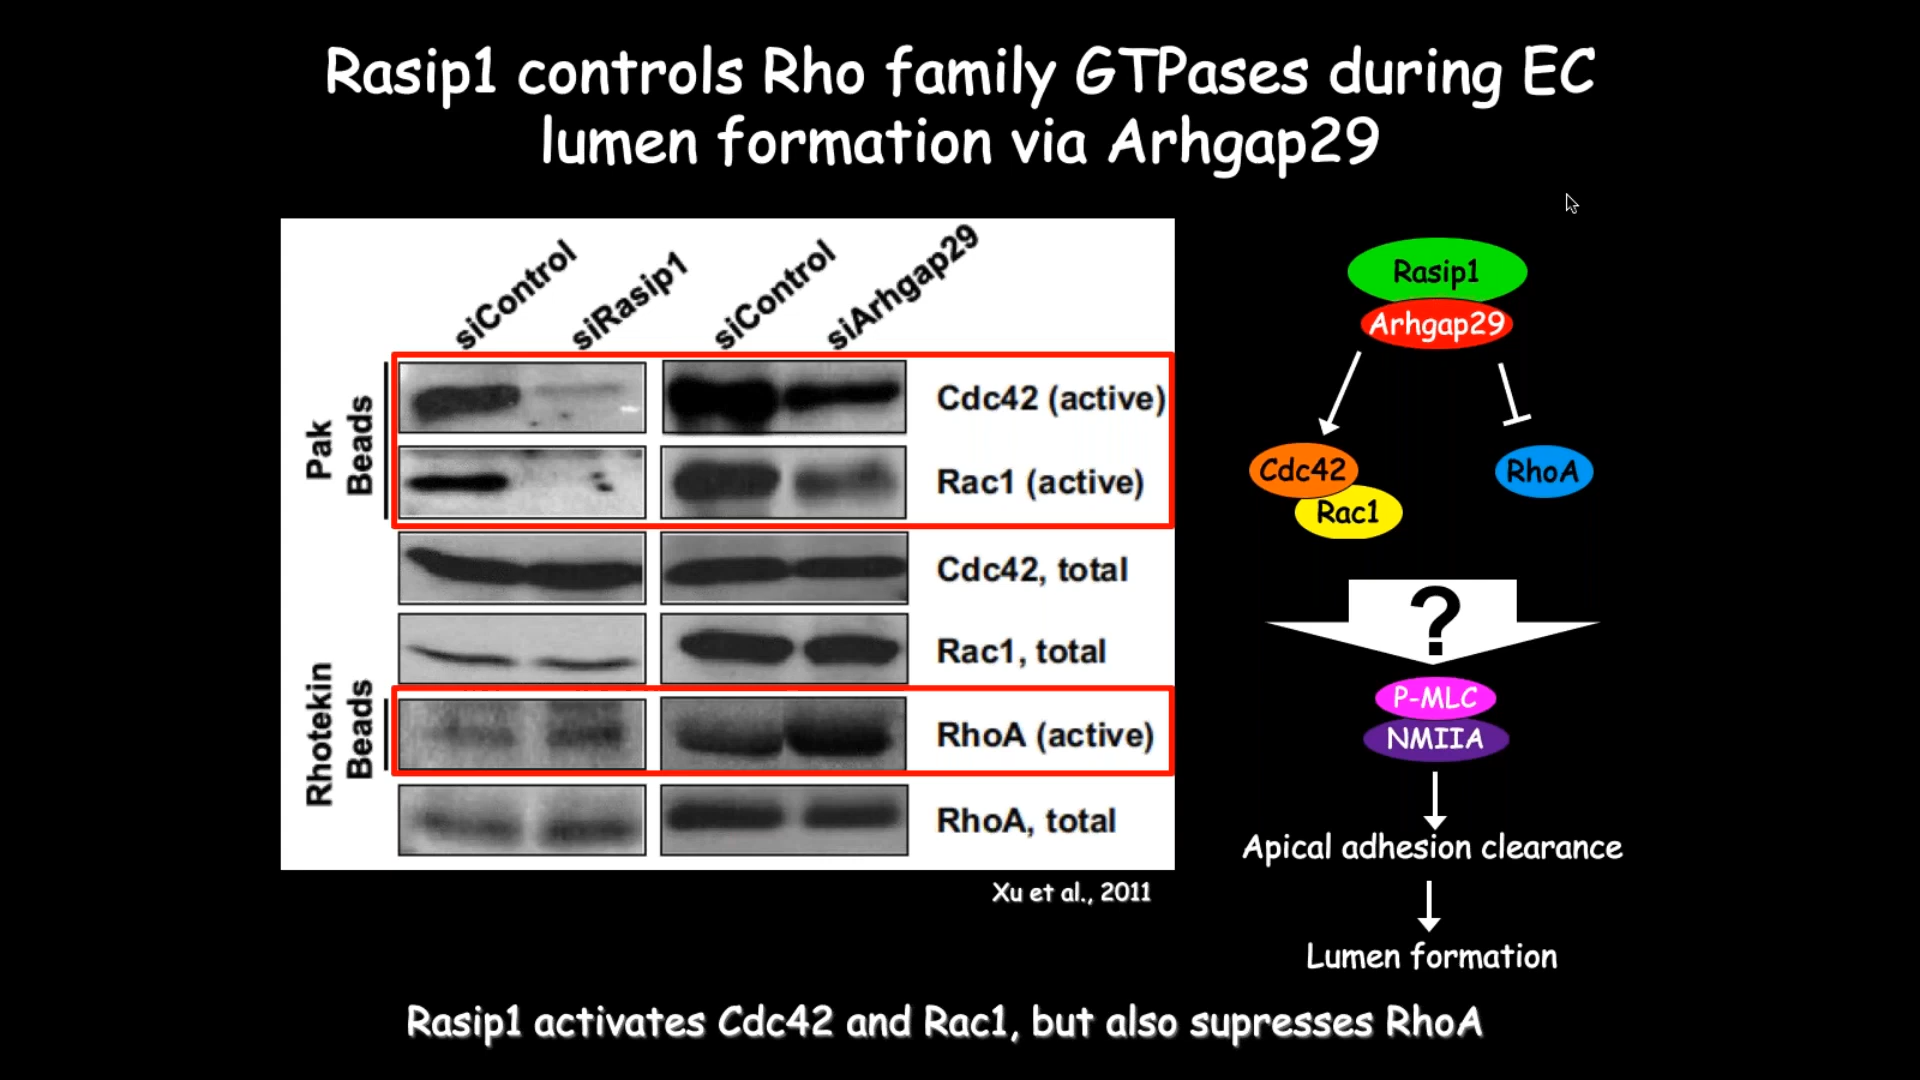 Rasip1 controls Rho family GTPases during EC
lumen formation via Arhgap29
siControl
siRasip1
siControl
siArhgap29
Pak
Beads
Cdc42 (active)
Rac1 (active)
Cdc42, total
Rac1, total
Rhotekin
Beads
RhoA (active)
RhoA, total
Xu et al., 2011
Rasip1
Arhgap29
Cdc42
Rac1
RhoA
?
P-MLC
NMIIA
Apical adhesion clearance
Lumen formation
Rasip1 activates Cdc42 and Rac1, but also supresses RhoA